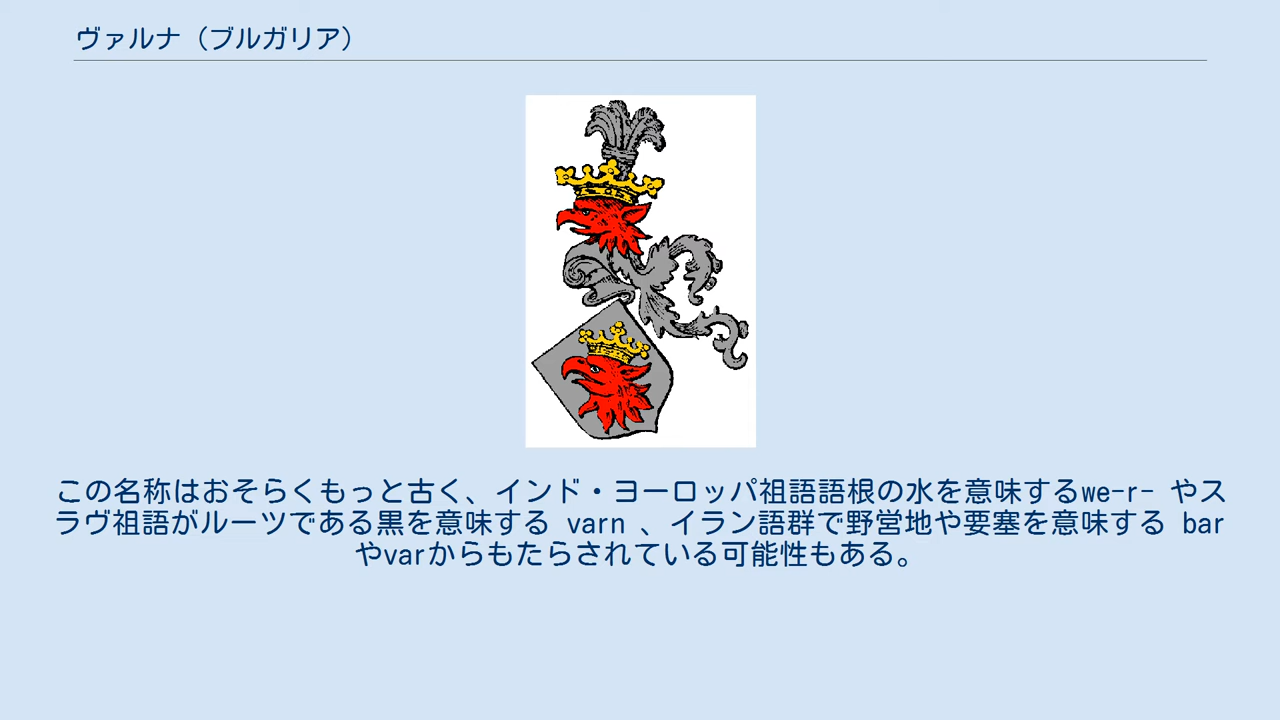 ヴァルナ（ブルガリア）
この名称はおそらくもっと古く、インド・ヨーロッパ祖語語根の水を意味するwe-r- やス
ラヴ祖語がルーツである黒を意味する varn 、イラン語群で野営地や要塞を意味する bar
やvarからもたらされている可能性もある。